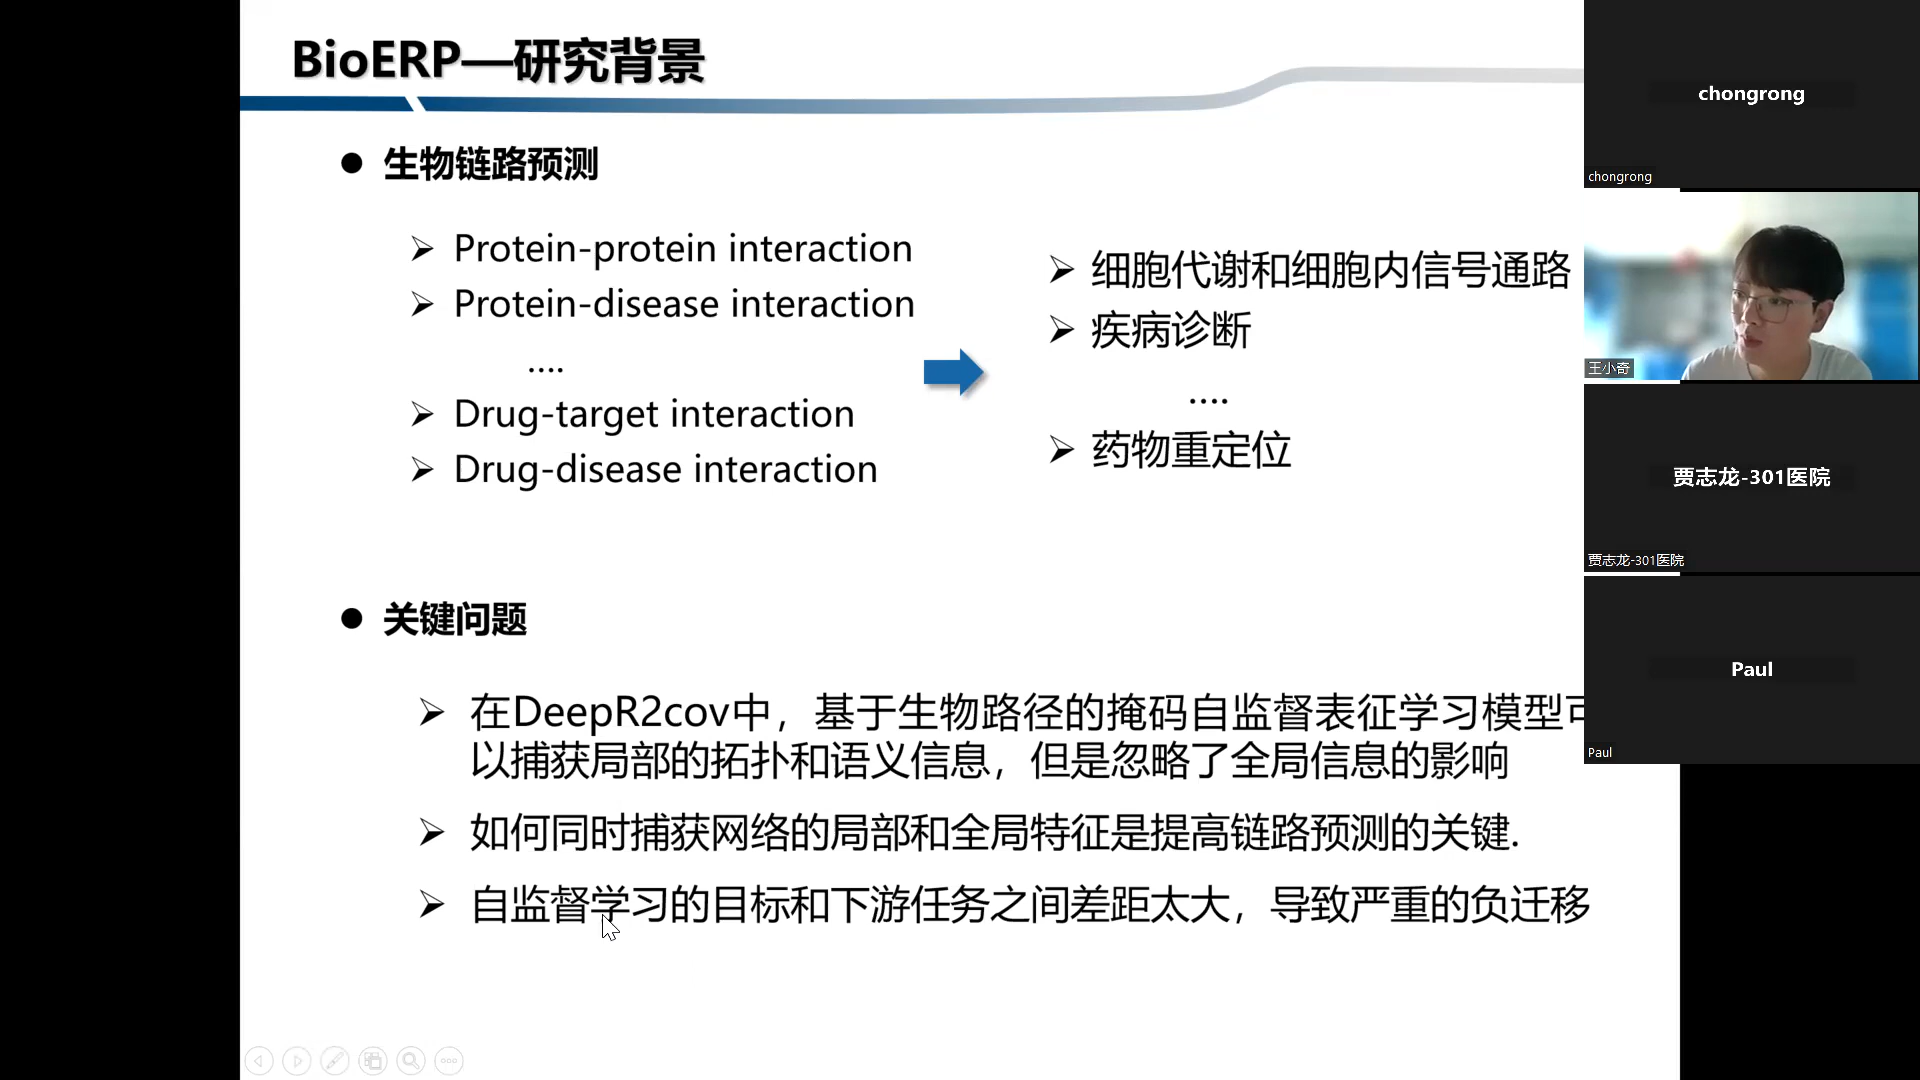 BioERP—研究背景
生物链路预测
Protein-protein interaction
Protein-disease interaction
....
Drug-target interaction
Drug-disease interaction
细胞代谢和细胞内信号通路
疾病诊断
....
药物重定位
关键问题
在DeepR2cov中，基于生物路径的掩码自监督表征学习模型可
以捕获局部的拓扑和语义信息，但是忽略了全局信息的影响
如何同时捕获网络的局部和全局特征是提高链路预测的关键.
自监督学习的目标和下游任务之间差距太大，导致严重的负迁移
chongrong
chongrong
王小奇
贾志龙-301医院
贾志龙-301医院
Paul
Paul